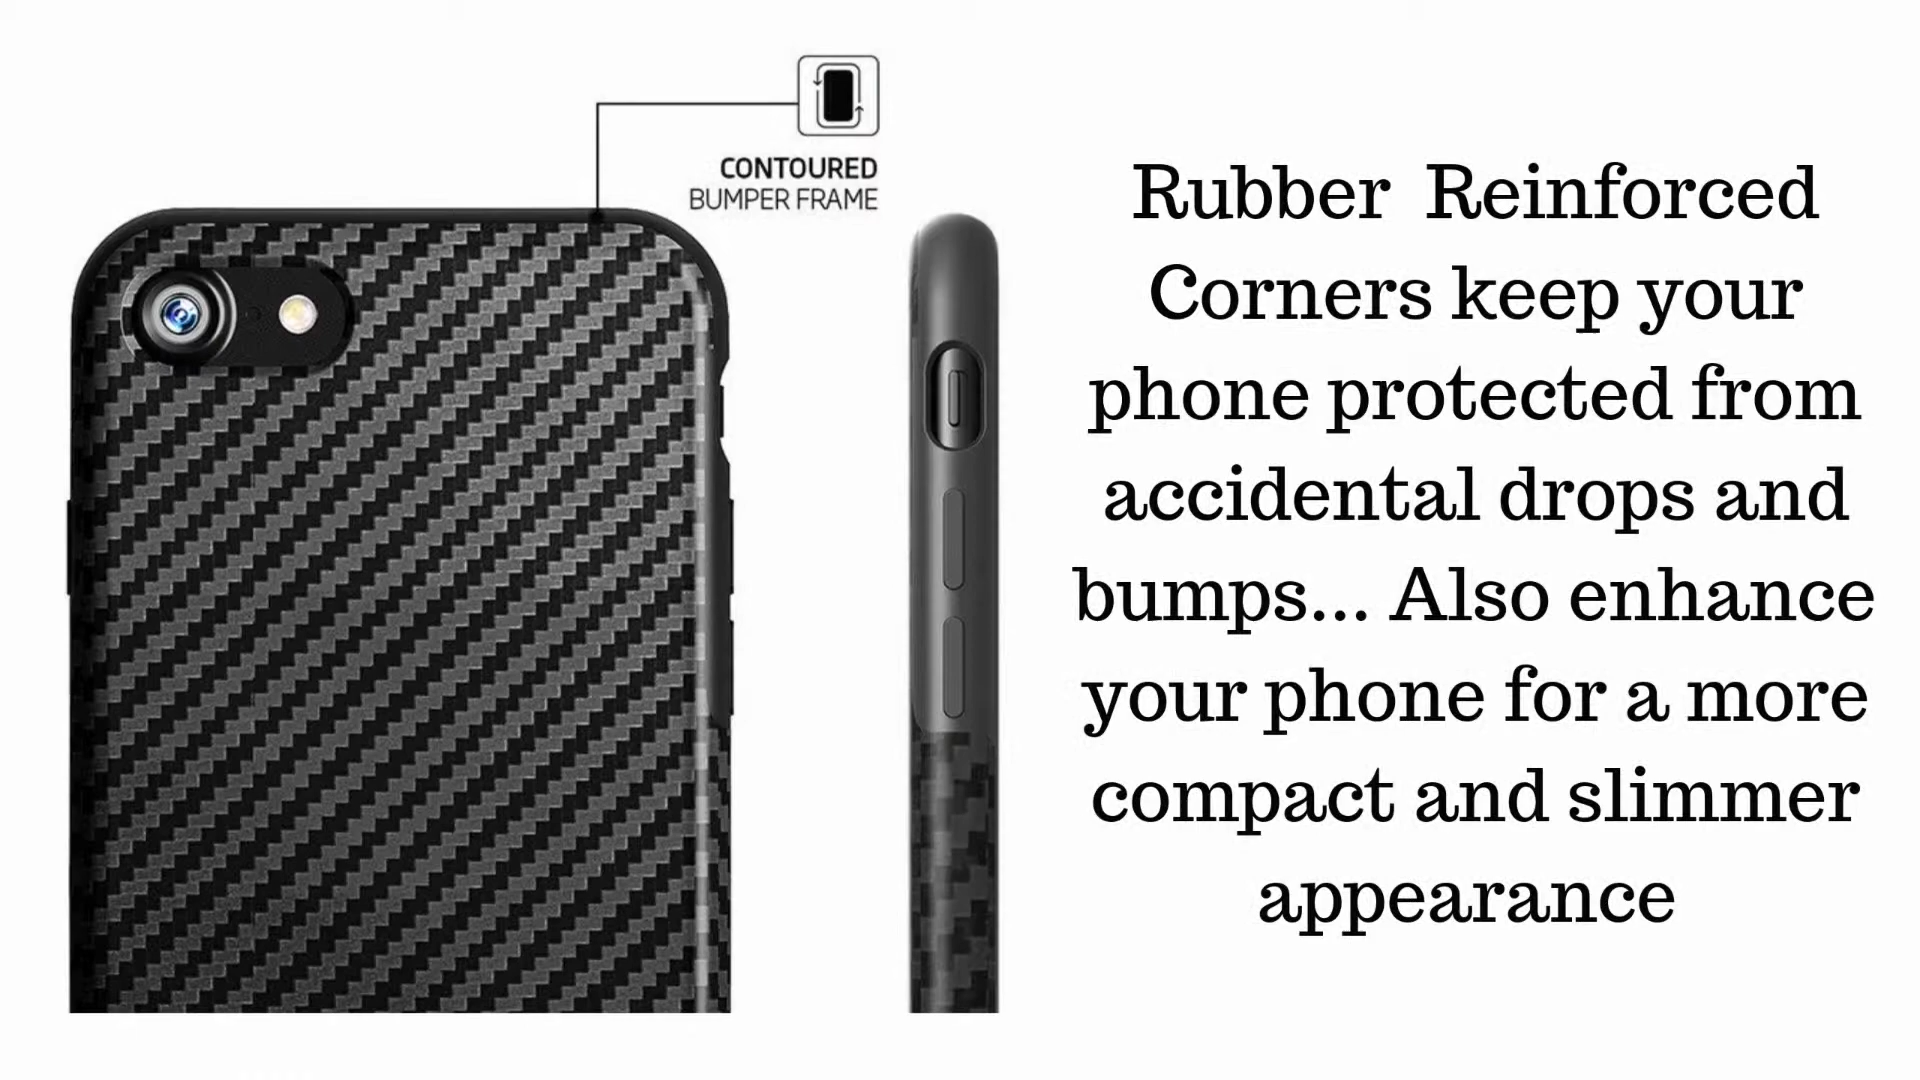 CONTOURED
BUMPER FRAME
Rubber Reinforced
Corners keep your
phone protected from
accidental drops and
bumps... Also enhance
your phone for a more
compact and slimmer
appearance